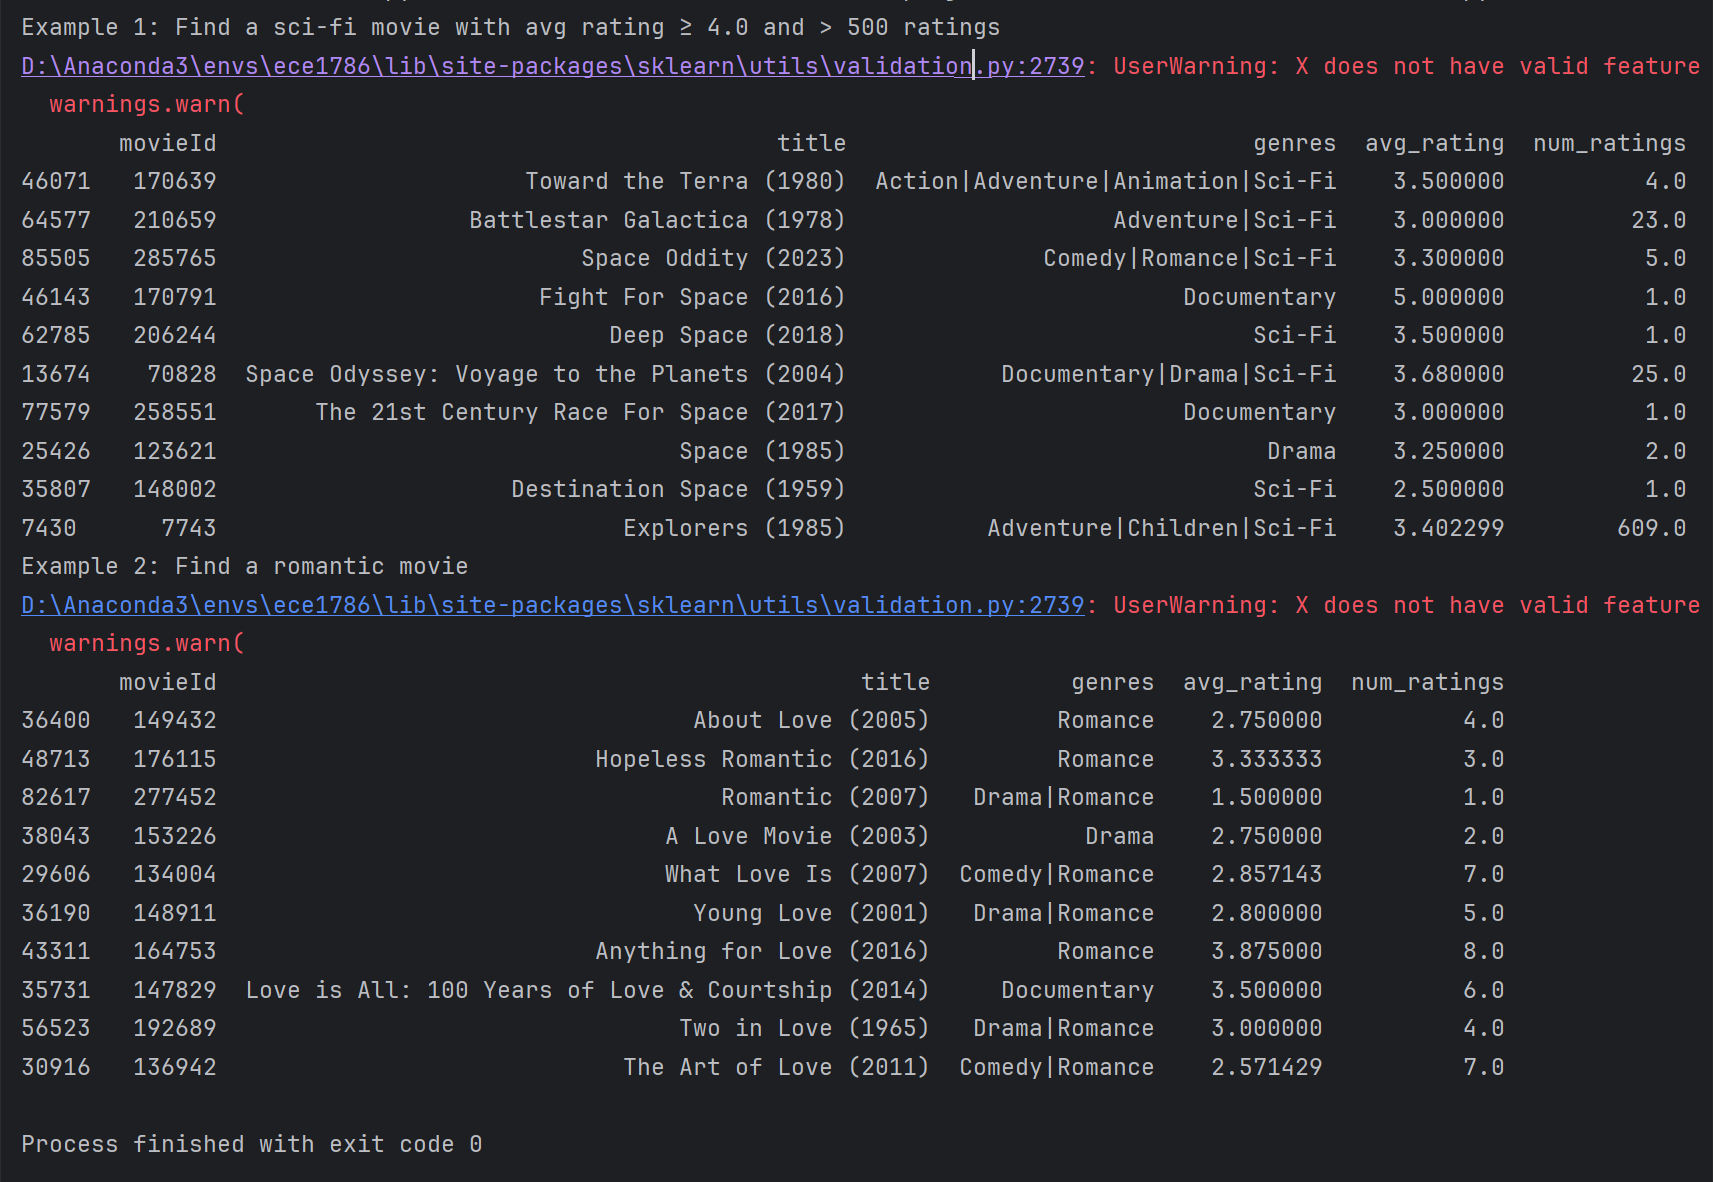 Example 1: Find a sci-fi movie with avg rating ≥ 4.0 and > 500 ratings
D:\Anaconda3\envs\ece1786\lib\site-packages\sklearn\utils\validation.py:2739: UserWarning: X does not have valid feature
  warnings.warn(
movieId title genres avg_rating num_ratings
46071 170639 Toward the Terra (1980) Action|Adventure|Animation|Sci-Fi 3.500000 4.0
64577 210659 Battlestar Galactica (1978) Adventure|Sci-Fi 3.000000 23.0
85505 285765 Space Oddity (2023) Comedy|Romance|Sci-Fi 3.300000 5.0
46143 170791 Fight For Space (2016) Documentary 5.000000 1.0
62785 206244 Deep Space (2018) Sci-Fi 3.500000 1.0
13674 70828 Space Odyssey: Voyage to the Planets (2004) Documentary|Drama|Sci-Fi 3.680000 25.0
77579 258551 The 21st Century Race For Space (2017) Documentary 3.000000 1.0
25426 123621 Space (1985) Drama 3.250000 2.0
35807 148002 Destination Space (1959) Sci-Fi 2.500000 1.0
7430 7743 Explorers (1985) Adventure|Children|Sci-Fi 3.402299 609.0
Example 2: Find a romantic movie
D:\Anaconda3\envs\ece1786\lib\site-packages\sklearn\utils\validation.py:2739: UserWarning: X does not have valid feature
  warnings.warn(
movieId title genres avg_rating num_ratings
36400 149432 About Love (2005) Romance 2.750000 4.0
48713 176115 Hopeless Romantic (2016) Romance 3.333333 3.0
82617 277452 Romantic (2007) Drama|Romance 1.500000 1.0
38043 153226 A Love Movie (2003) Drama 2.750000 2.0
29606 134004 What Love Is (2007) Comedy|Romance 2.857143 7.0
36190 148911 Young Love (2001) Drama|Romance 2.800000 5.0
43311 164753 Anything for Love (2016) Romance 3.875000 8.0
35731 147829 Love is All: 100 Years of Love & Courtship (2014) Documentary 3.500000 6.0
56523 192689 Two in Love (1965) Drama|Romance 3.000000 4.0
30916 136942 The Art of Love (2011) Comedy|Romance 2.571429 7.0
Process finished with exit code 0